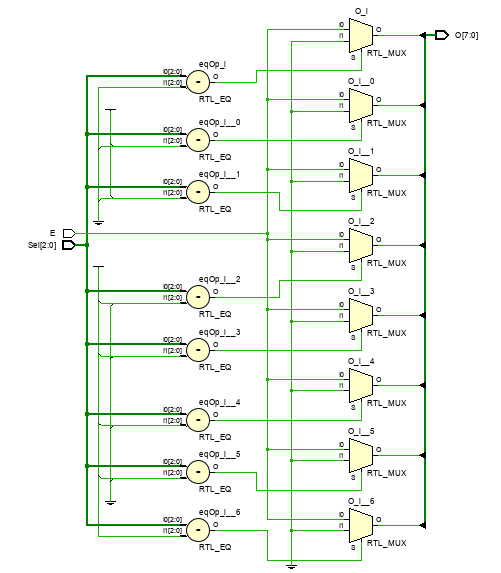 O_i
I0
O
O[7:0]
I1
S
RTL_MUX
eqOp_i
I0[2:0]
O
I1[2:0]
RTL_EQ
O_i__0
I0
O
I1
S
RTL_MUX
eqOp_i__0
I0[2:0]
O
I1[2:0]
RTL_EQ
O_i__1
I0
O
I1
S
RTL_MUX
eqOp_i__1
I0[2:0]
O
I1[2:0]
RTL_EQ
E
Sel[2:0]
O_i__2
I0
O
I1
S
RTL_MUX
eqOp_i__2
I0[2:0]
O
I1[2:0]
RTL_EQ
O_i__3
I0
O
I1
S
RTL_MUX
eqOp_i__3
I0[2:0]
O
I1[2:0]
RTL_EQ
O_i__4
I0
O
I1
S
RTL_MUX
eqOp_i__4
I0[2:0]
O
I1[2:0]
RTL_EQ
O_i__5
I0
O
I1
S
RTL_MUX
eqOp_i__5
I0[2:0]
O
I1[2:0]
RTL_EQ
O_i__6
I0
O
I1
S
RTL_MUX
eqOp_i__6
I0[2:0]
O
I1[2:0]
RTL_EQ